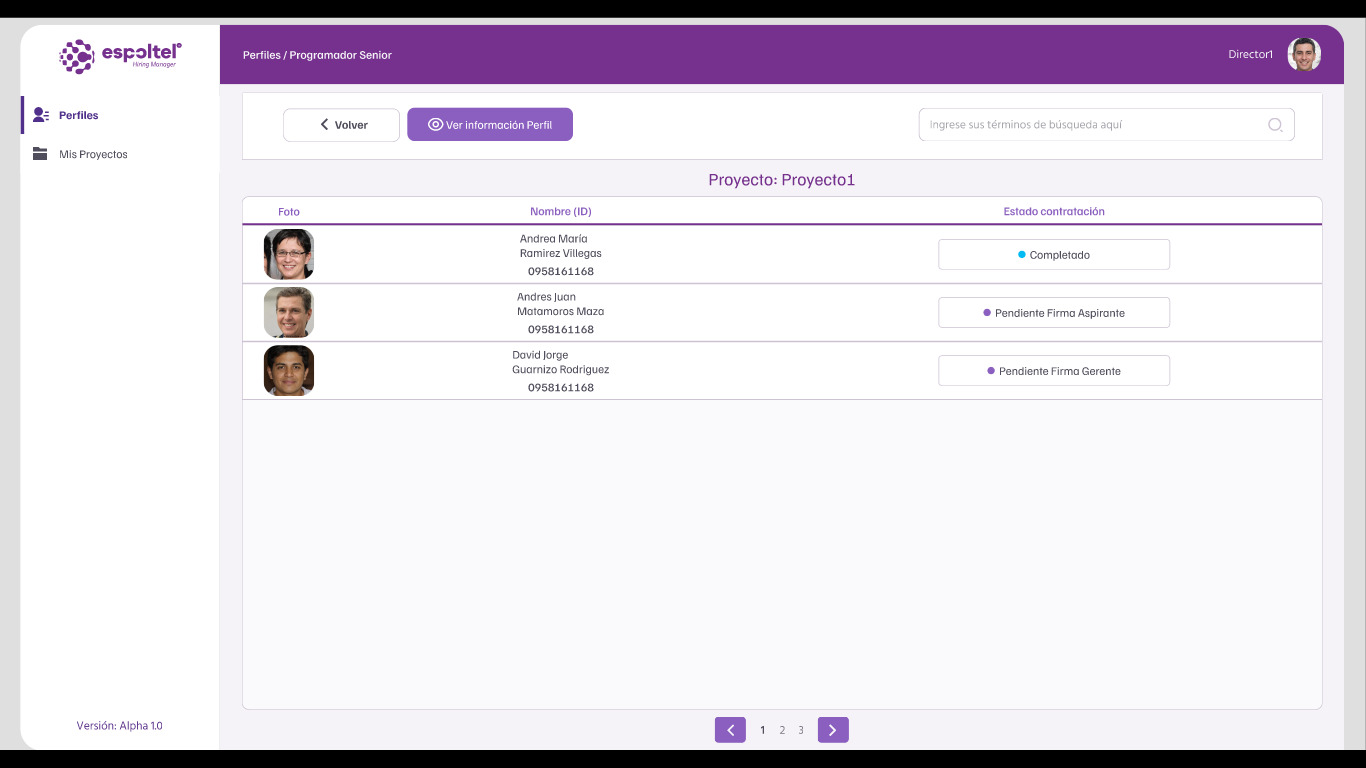 espoltel
Hiring Manager
Perfiles / Programador Senior
Director1
Perfiles
Mis Proyectos
Volver
Ver información Perfil
Ingrese sus términos de búsqueda aquí
Proyecto: Proyecto1
Foto
Nombre (ID)
Estado contratación
Andrea María
Ramirez Villegas
0958161168
Completado
Andres Juan
Matamoros Maza
0958161168
Pendiente Firma Aspirante
David Jorge
Guarnizo Rodriguez
0958161168
Pendiente Firma Gerente
Versión: Alpha 1.0
1 2 3